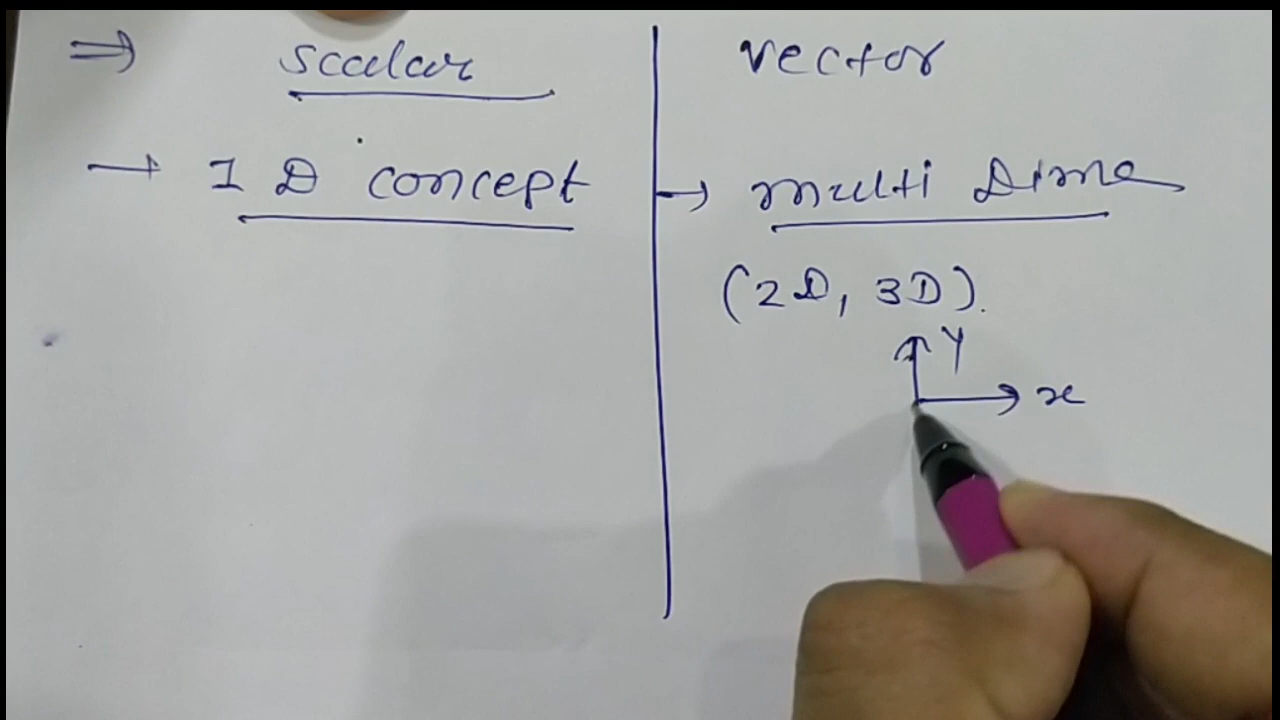 ⇒ scalar vector
→ 1 D concept → multi Dime
(2D, 3D).
Y
x